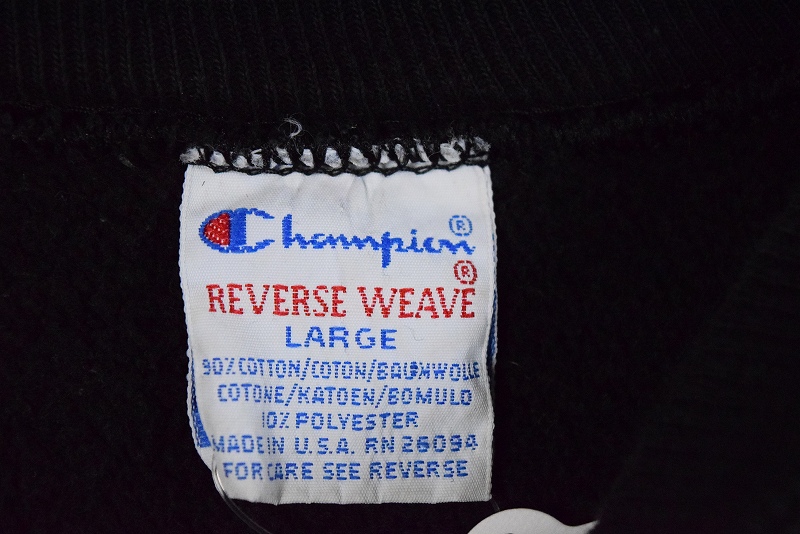 Champion®
REVERSE WEAVE®
LARGE
90% COTTON/COTON/BAUMWOLLE
COTONE/KATOEN/BOMULD
10% POLYESTER
MADE IN U.S.A. RN 26094
FOR CARE SEE REVERSE